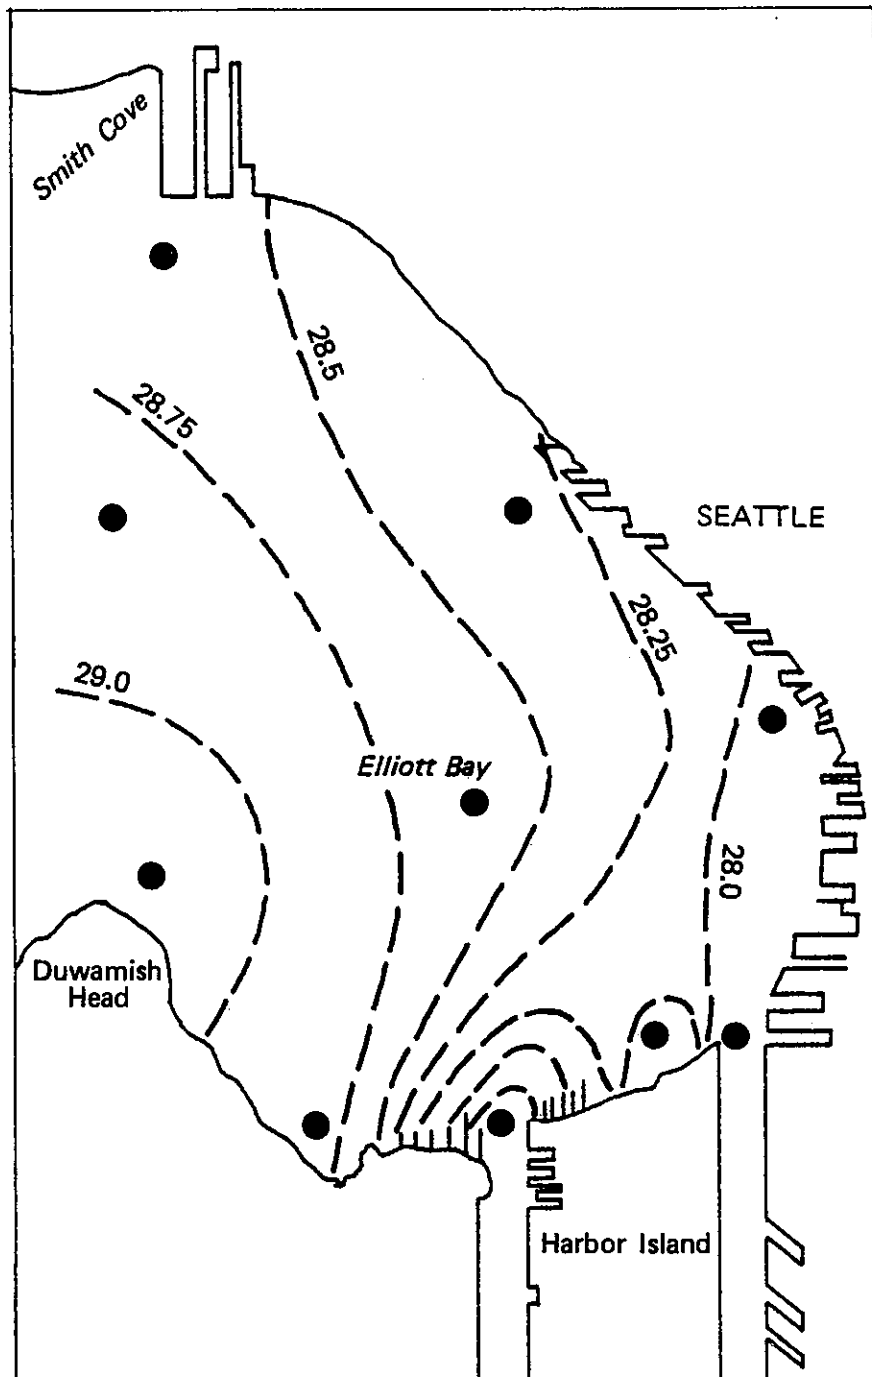 Smith Cove
28.5
28.75
SEATTLE
28.25
29.0
Elliott Bay
28.0
Duwamish
Head
Harbor Island